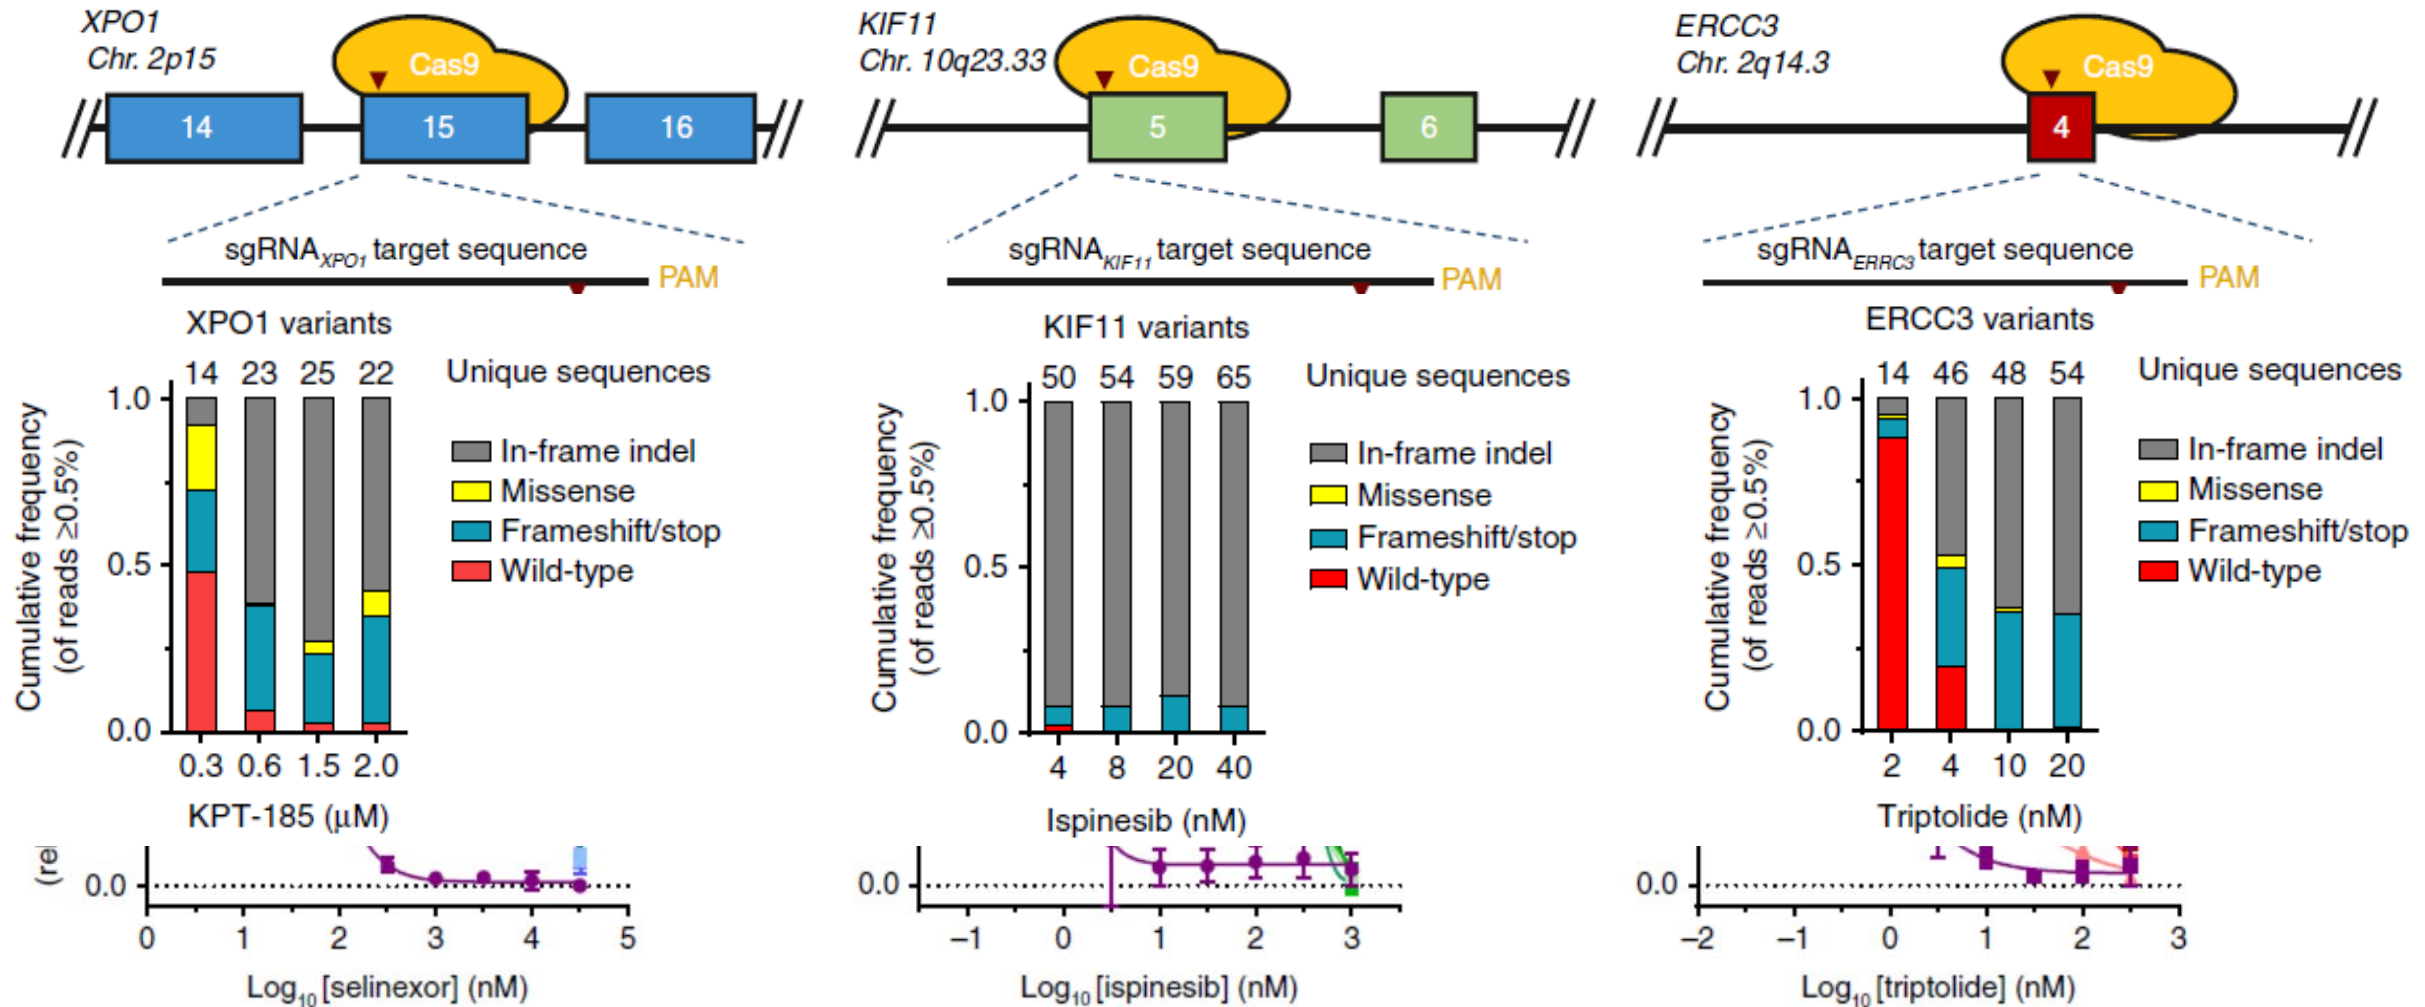 XPO1
Chr. 2p15
Cas9
14
15
16
sgRNAXPO1 target sequence
PAM
XPO1 variants
14 23 25 22
Unique sequences
In-frame indel
Missense
Frameshift/stop
Wild-type
Cumulative frequency
(of reads ≥0.5%)
1.0
0.5
0.0
0.3 0.6 1.5 2.0
KPT-185 (μM)
(rel
0.0
0 1 2 3 4 5
Log10 [selinexor] (nM)
KIF11
Chr. 10q23.33
Cas9
5
6
sgRNAKIF11 target sequence
PAM
KIF11 variants
50 54 59 65
Unique sequences
In-frame indel
Missense
Frameshift/stop
Wild-type
Cumulative frequency
(of reads ≥0.5%)
1.0
0.5
0.0
4 8 20 40
Ispinesib (nM)
0.0
–1 0 1 2 3
Log10 [ispinesib] (nM)
ERCC3
Chr. 2q14.3
Cas9
4
sgRNAERRC3 target sequence
PAM
ERCC3 variants
14 46 48 54
Unique sequences
In-frame indel
Missense
Frameshift/stop
Wild-type
Cumulative frequency
(of reads ≥0.5%)
1.0
0.5
0.0
2 4 10 20
Triptolide (nM)
0.0
–2 –1 0 1 2 3
Log10 [triptolide] (nM)